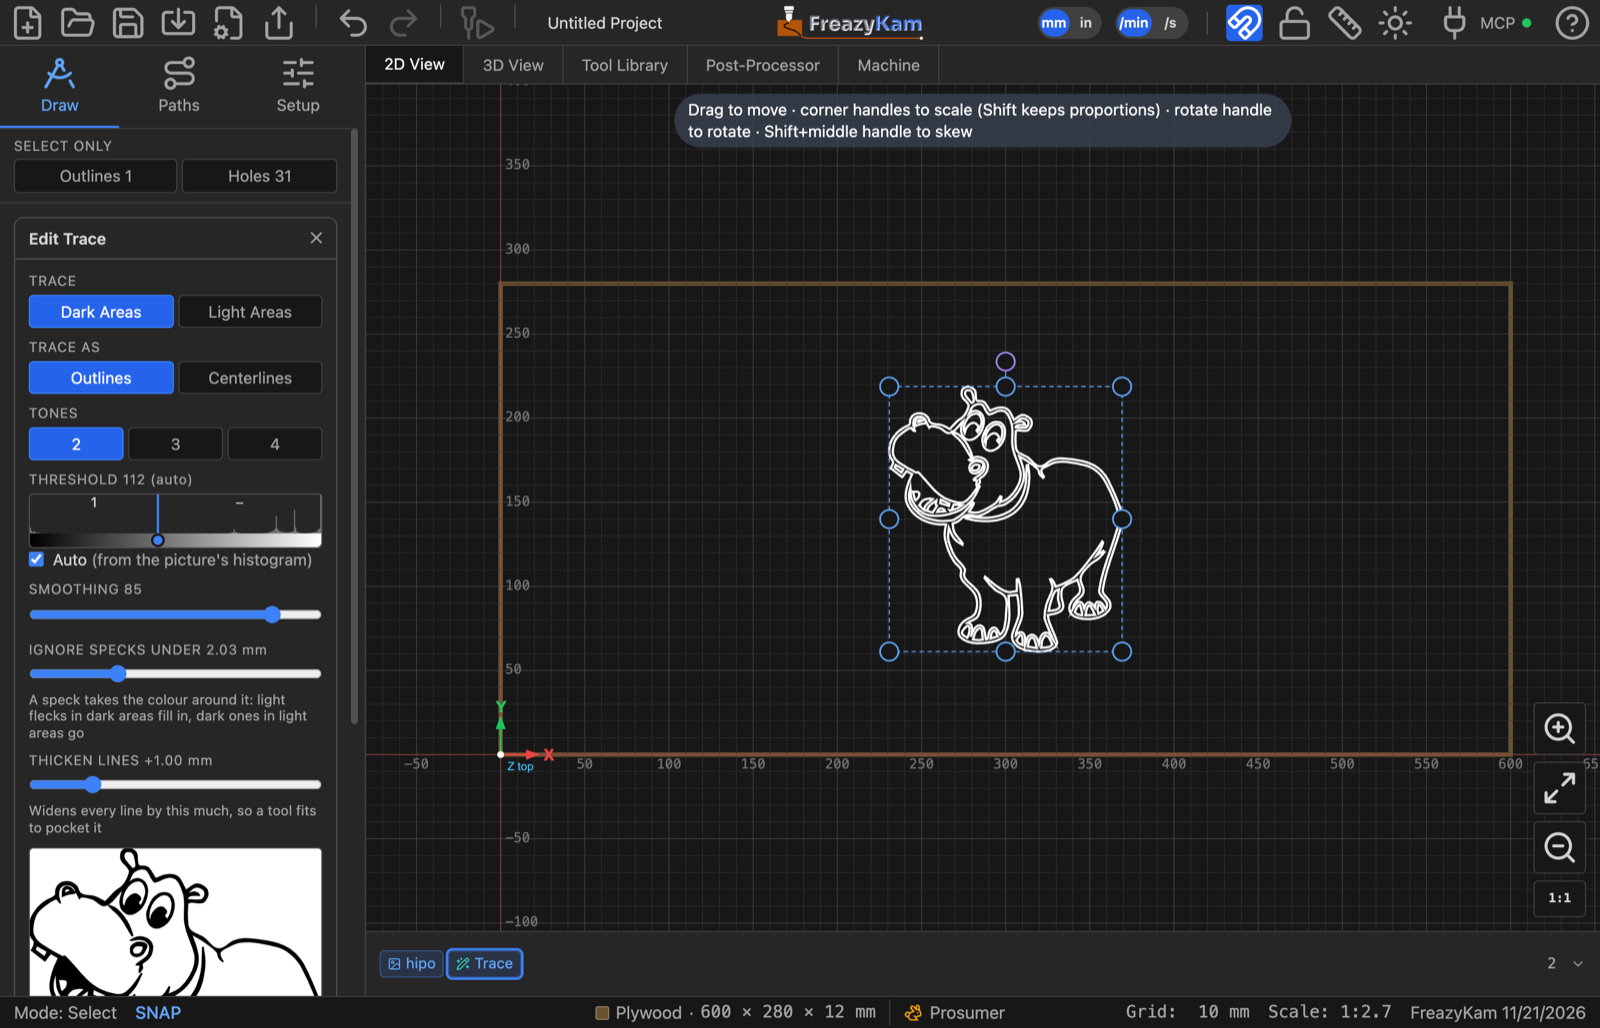 Untitled Project
FreazyKam
mm in
/min /s
MCP
Draw
Paths
Setup
2D View
3D View
Tool Library
Post-Processor
Machine
SELECT ONLY
Outlines 1
Holes 31
Edit Trace
TRACE
Dark Areas
Light Areas
TRACE AS
Outlines
Centerlines
TONES
2
3
4
THRESHOLD 112 (auto)
1
–
Auto (from the picture's histogram)
SMOOTHING 85
IGNORE SPECKS UNDER 2.03 mm
A speck takes the colour around it: light
flecks in dark areas fill in, dark ones in light
areas go
THICKEN LINES +1.00 mm
Widens every line by this much, so a tool fits
to pocket it
Drag to move · corner handles to scale (Shift keeps proportions) · rotate handle
to rotate · Shift+middle handle to skew
350
300
250
200
150
100
50
Y
X
Z top
−50
50
100
150
200
250
300
350
400
450
500
550
600
−50
−100
1:1
hipo
Trace
2
Mode: Select
SNAP
Plywood · 600 × 280 × 12 mm
Prosumer
Grid: 10 mm
Scale: 1:2.7
FreazyKam 11/21/2026